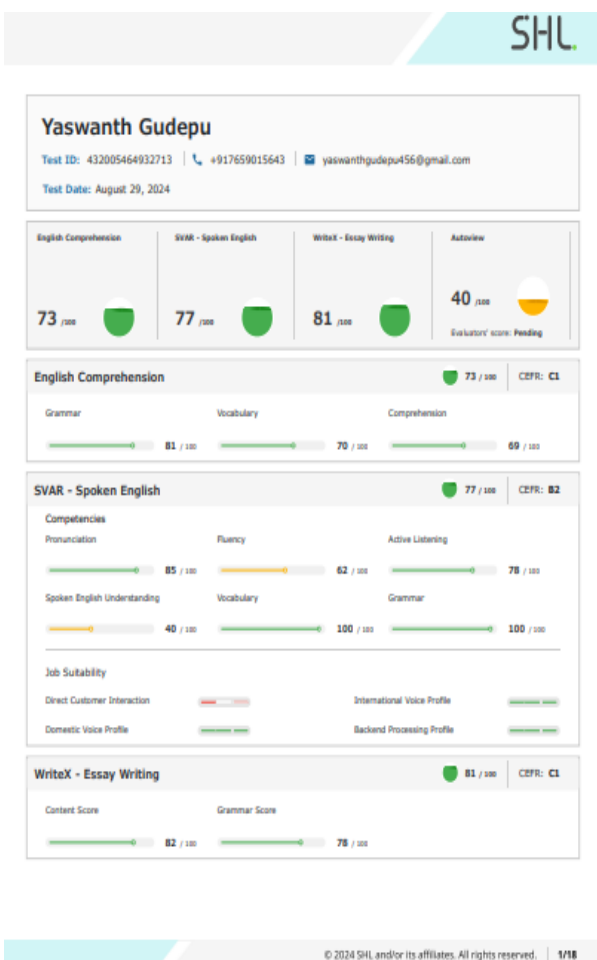 SHL.
Yaswanth Gudepu
Test ID: 432005464932713 +917659015643 yaswanthgudepu456@gmail.com
Test Date: August 29, 2024
English Comprehension SVAR - Spoken English WriteX - Essay Writing Autoview
73 /100 77 /100 81 /100 40 /100
Evaluators' score: Pending
English Comprehension 73 / 100 CEFR: C1
Grammar Vocabulary Comprehension
81 / 100 70 / 100 69 / 100
SVAR - Spoken English 77 / 100 CEFR: B2
Competencies
Pronunciation Fluency Active Listening
85 / 100 62 / 100 78 / 100
Spoken English Understanding Vocabulary Grammar
40 / 100 100 / 100 100 / 100
Job Suitability
Direct Customer Interaction International Voice Profile
Domestic Voice Profile Backend Processing Profile
WriteX - Essay Writing 81 / 100 CEFR: C1
Content Score Grammar Score
82 / 100 78 / 100
© 2024 SHL and/or its affiliates. All rights reserved. 1/18